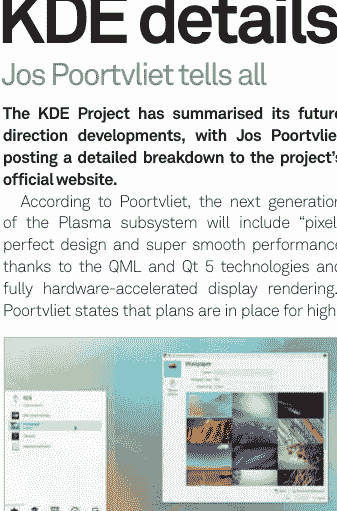 KDE details
Jos Poortvliet tells all
The KDE Project has summarised its future
direction developments, with Jos Poortvlie
posting a detailed breakdown to the project's
official website.
According to Poortvliet, the next generation
of the Plasma subsystem will include “pixel
perfect design and super smooth performance
thanks to the QML and Qt 5 technologies and
fully hardware-accelerated display rendering.
Poortvliet states that plans are in place for high
Wallpaper